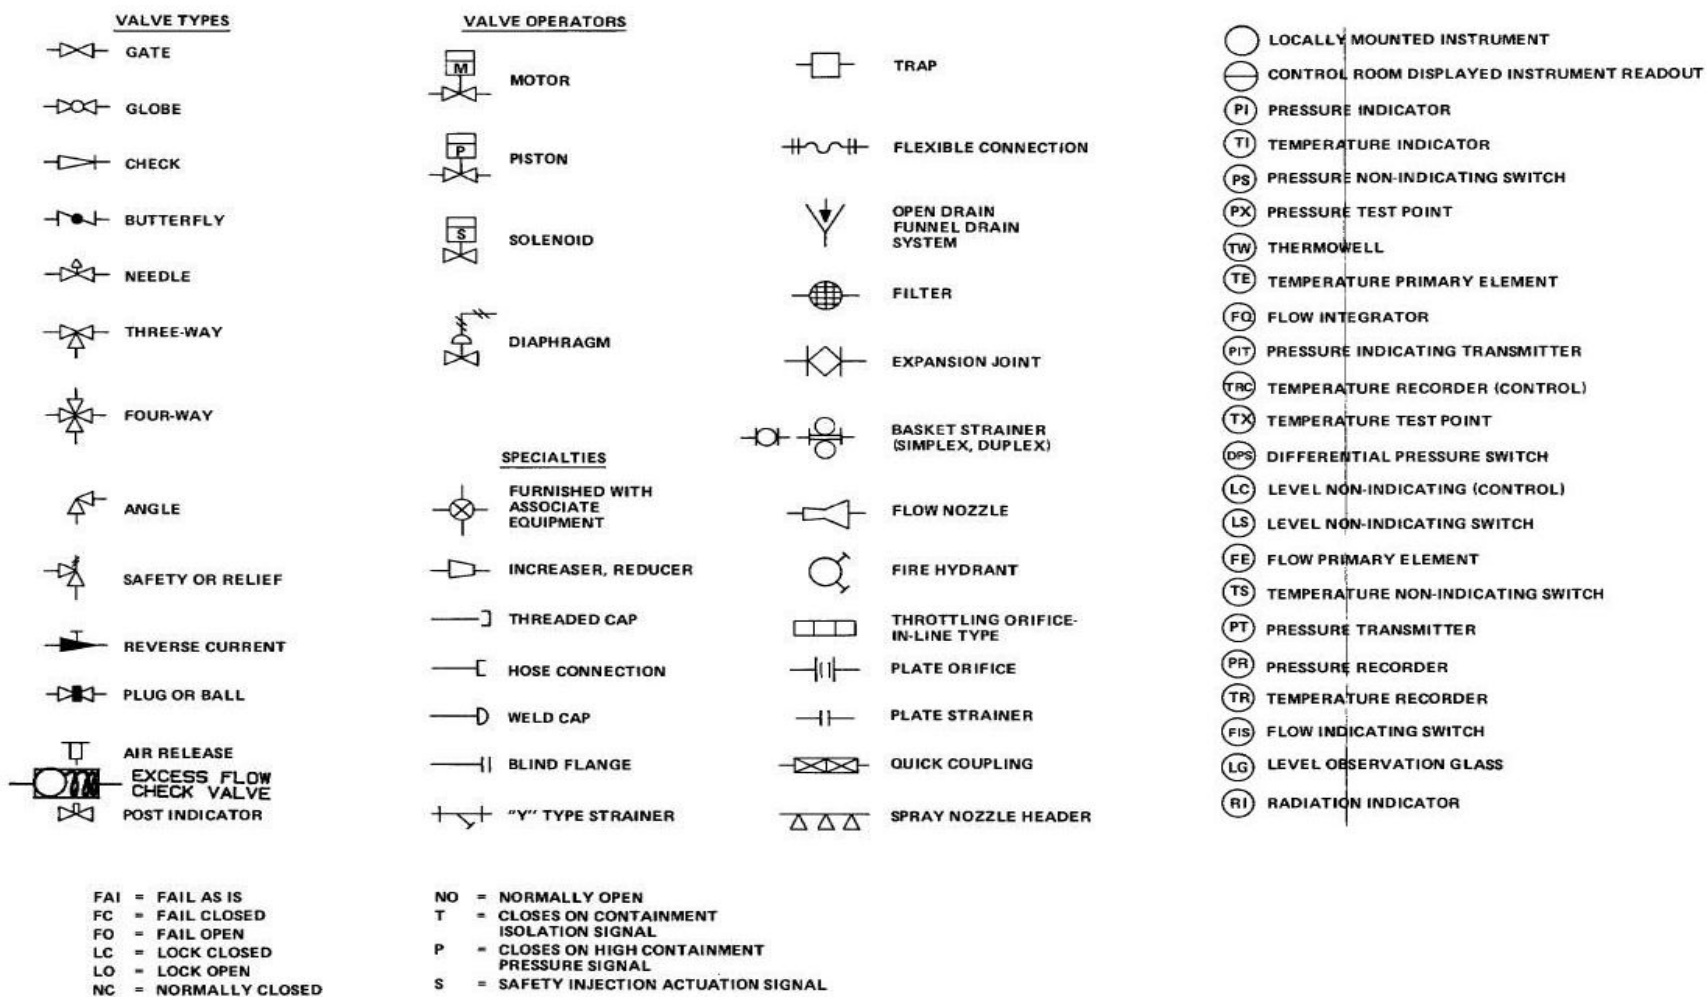 VALVE TYPES
GATE
GLOBE
CHECK
BUTTERFLY
NEEDLE
THREE-WAY
FOUR-WAY
ANGLE
SAFETY OR RELIEF
REVERSE CURRENT
PLUG OR BALL
AIR RELEASE
EXCESS FLOW
CHECK VALVE
POST INDICATOR
VALVE OPERATORS
M
MOTOR
P
PISTON
S
SOLENOID
DIAPHRAGM
SPECIALTIES
FURNISHED WITH
ASSOCIATE
EQUIPMENT
INCREASER, REDUCER
THREADED CAP
HOSE CONNECTION
WELD CAP
BLIND FLANGE
"Y" TYPE STRAINER
TRAP
FLEXIBLE CONNECTION
OPEN DRAIN
FUNNEL DRAIN
SYSTEM
FILTER
EXPANSION JOINT
BASKET STRAINER
(SIMPLEX, DUPLEX)
FLOW NOZZLE
FIRE HYDRANT
THROTTLING ORIFICE-
IN-LINE TYPE
PLATE ORIFICE
PLATE STRAINER
QUICK COUPLING
SPRAY NOZZLE HEADER
LOCALLY MOUNTED INSTRUMENT
CONTROL ROOM DISPLAYED INSTRUMENT READOUT
PI PRESSURE INDICATOR
TI TEMPERATURE INDICATOR
PS PRESSURE NON-INDICATING SWITCH
PX PRESSURE TEST POINT
TW THERMOWELL
TE TEMPERATURE PRIMARY ELEMENT
FQ FLOW INTEGRATOR
PIT PRESSURE INDICATING TRANSMITTER
TRC TEMPERATURE RECORDER (CONTROL)
TX TEMPERATURE TEST POINT
DPS DIFFERENTIAL PRESSURE SWITCH
LC LEVEL NON-INDICATING (CONTROL)
LS LEVEL NON-INDICATING SWITCH
FE FLOW PRIMARY ELEMENT
TS TEMPERATURE NON-INDICATING SWITCH
PT PRESSURE TRANSMITTER
PR PRESSURE RECORDER
TR TEMPERATURE RECORDER
FIS FLOW INDICATING SWITCH
LG LEVEL OBSERVATION GLASS
RI RADIATION INDICATOR
FAI = FAIL AS IS
FC = FAIL CLOSED
FO = FAIL OPEN
LC = LOCK CLOSED
LO = LOCK OPEN
NC = NORMALLY CLOSED
NO = NORMALLY OPEN
T = CLOSES ON CONTAINMENT
ISOLATION SIGNAL
P = CLOSES ON HIGH CONTAINMENT
PRESSURE SIGNAL
S = SAFETY INJECTION ACTUATION SIGNAL